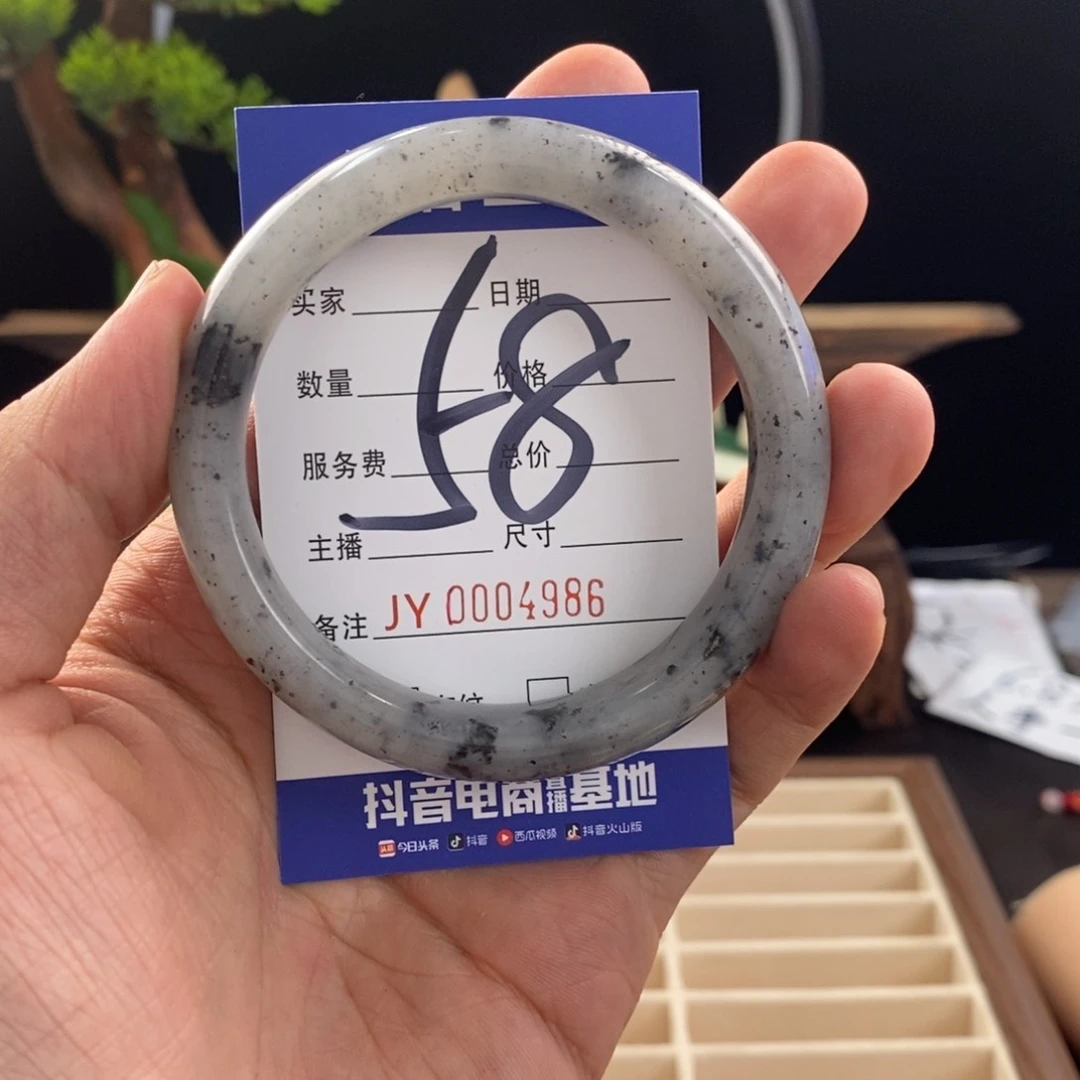 买家 日期
58
数量 价格
服务费 总价
主播 尺寸
备注 JY 0004986
抖音电商直播基地
头条 今日头条 抖音 西瓜视频 抖音火山版